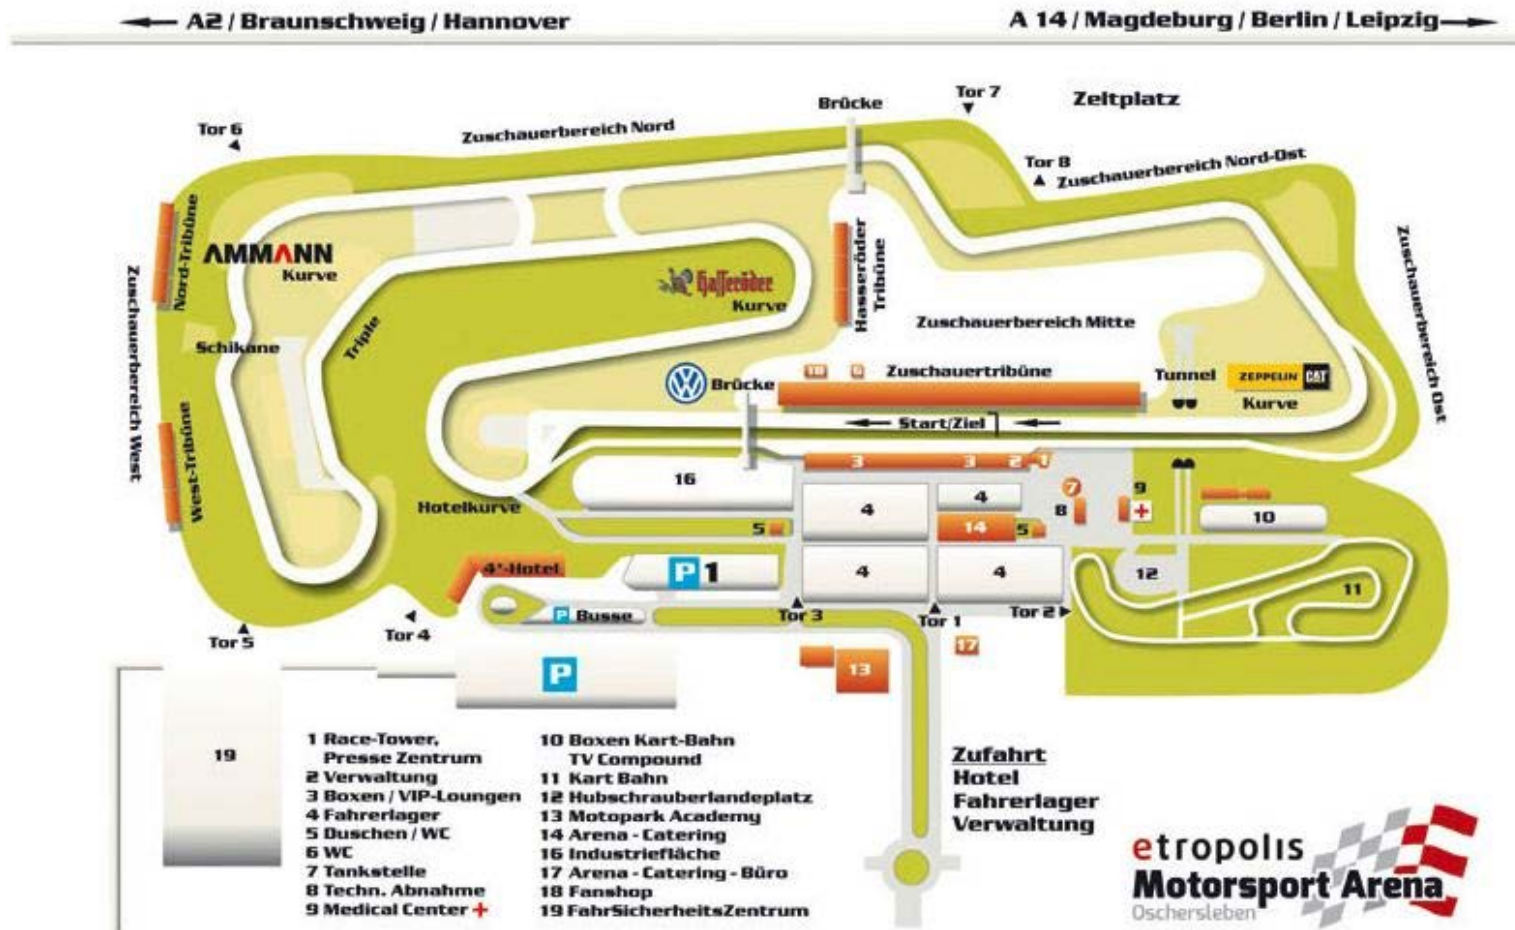 A2 / Braunschweig / Hannover
A 14 / Magdeburg / Berlin / Leipzig
Tor 6
Zuschauerbereich Nord
Brücke
Tor 7
Zeltplatz
Tor 8
Zuschauerbereich Nord-Ost
Nord-Tribüne
AMMANN
Kurve
Hasseröder
Kurve
Hasseröder
Tribüne
Zuschauerbereich Mitte
Zuschauerbereich Ost
Zuschauerbereich West
Schikane
Triple
VW
Brücke
18
6
Zuschauertribüne
Tunnel
ZEPPELIN CAT
Kurve
Start/Ziel
West-Tribüne
Hotelkurve
16
3
3
2
1
4
4
7
8
9
10
5
14
5
4*-Hotel
P 1
4
4
12
11
P Busse
Tor 3
Tor 1
Tor 2
Tor 5
Tor 4
P
13
17
19
1 Race-Tower,
Presse Zentrum
2 Verwaltung
3 Boxen / VIP-Loungen
4 Fahrerlager
5 Duschen / WC
6 WC
7 Tankstelle
8 Techn. Abnahme
9 Medical Center
10 Boxen Kart-Bahn
TV Compound
11 Kart Bahn
12 Hubschrauberlandeplatz
13 Motopark Academy
14 Arena - Catering
16 Industriefläche
17 Arena - Catering - Büro
18 Fanshop
19 FahrSicherheitsZentrum
Zufahrt
Hotel
Fahrerlager
Verwaltung
etropolis
Motorsport Arena
Oschersleben